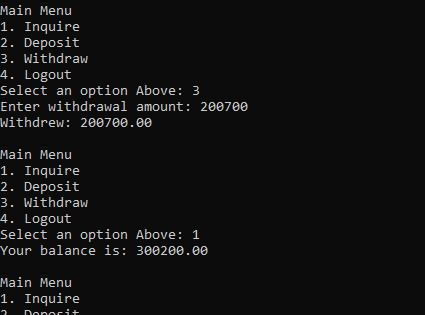 Main Menu
1. Inquire
2. Deposit
3. Withdraw
4. Logout
Select an option Above: 3
Enter withdrawal amount: 200700
Withdrew: 200700.00
Main Menu
1. Inquire
2. Deposit
3. Withdraw
4. Logout
Select an option Above: 1
Your balance is: 300200.00
Main Menu
1. Inquire
2. Deposit